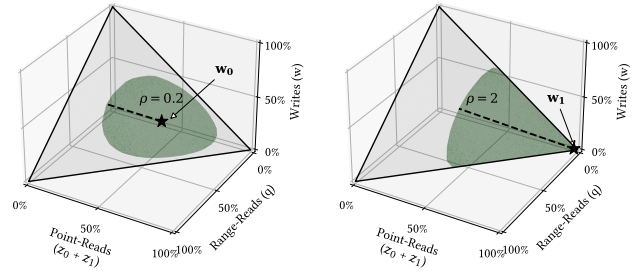 100%
w₀
ρ = 0.2
50%
Writes (w)
0%
0%
0%
50%
50%
100%
100%
Point-Reads
(z₀ + z₁)
Range-Reads (q)
100%
ρ = 2
w₁
50%
Writes (w)
0%
0%
0%
50%
50%
100%
100%
Point-Reads
(z₀ + z₁)
Range-Reads (q)